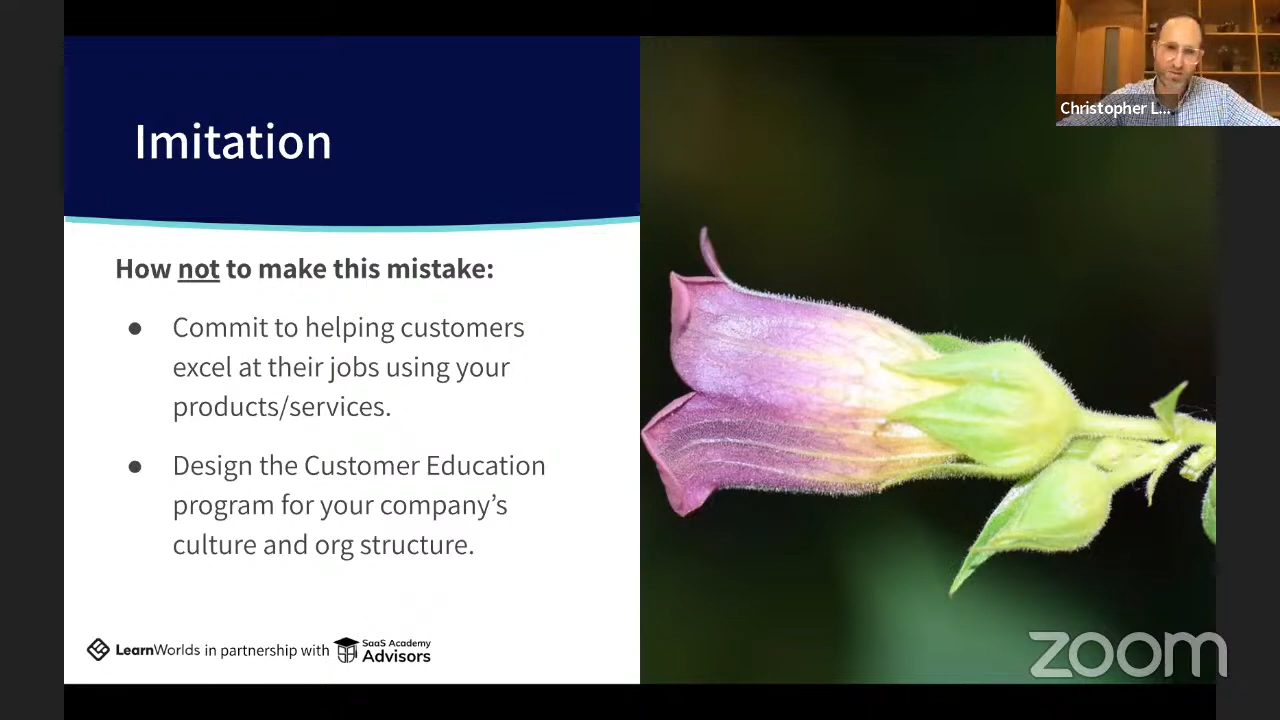 Christopher L...
Imitation
How not to make this mistake:
● Commit to helping customers
excel at their jobs using your
products/services.
● Design the Customer Education
program for your company’s
culture and org structure.
LearnWorlds in partnership with SaaS Academy
Advisors
zoom